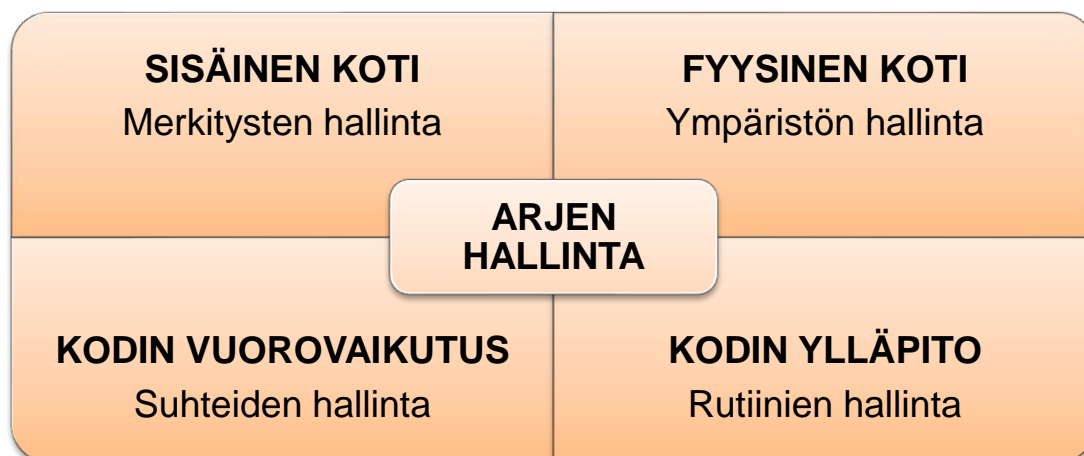 SISÄINEN KOTI
Merkitysten hallinta
FYYSINEN KOTI
Ympäristön hallinta
ARJEN
HALLINTA
KODIN VUOROVAIKUTUS
Suhteiden hallinta
KODIN YLLÄPITO
Rutiinien hallinta